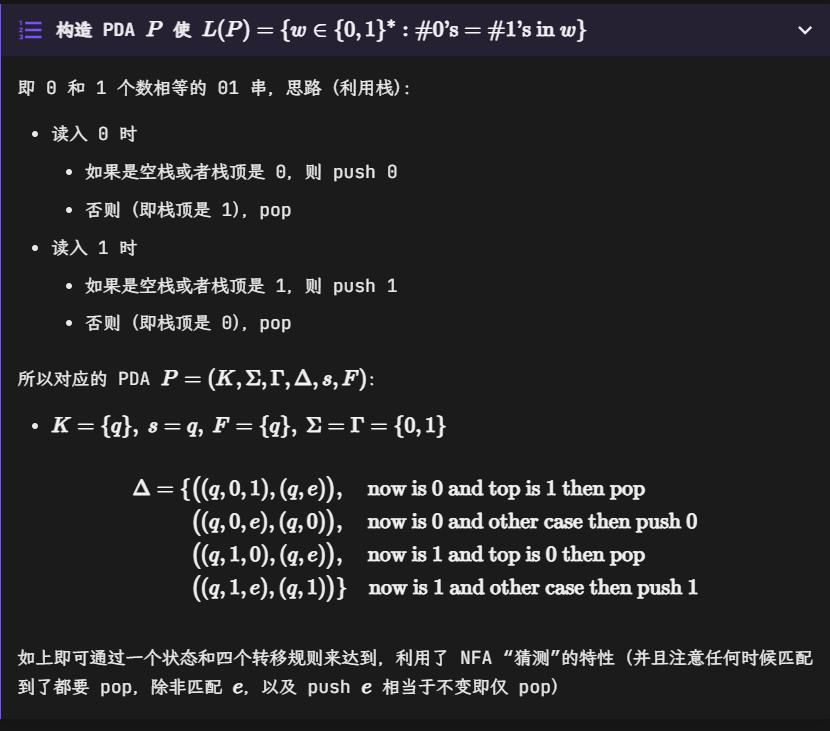 构造 PDA P 使 L(P) = {w ∈ {0,1}* : #0's = #1's in w}
即 0 和 1 个数相等的 01 串，思路（利用栈）：
• 读入 0 时
• 如果是空栈或者栈顶是 0，则 push 0
• 否则（即栈顶是 1），pop
• 读入 1 时
• 如果是空栈或者栈顶是 1，则 push 1
• 否则（即栈顶是 0），pop
所以对应的 PDA P = (K, Σ, Γ, Δ, s, F)：
• K = {q}, s = q, F = {q}, Σ = Γ = {0,1}
Δ = {((q,0,1),(q,e)), now is 0 and top is 1 then pop
((q,0,e),(q,0)), now is 0 and other case then push 0
((q,1,0),(q,e)), now is 1 and top is 0 then pop
((q,1,e),(q,1))} now is 1 and other case then push 1
如上即可通过一个状态和四个转移规则来达到，利用了 NFA “猜测”的特性（并且注意任何时候匹配
到了都要 pop，除非匹配 e，以及 push e 相当于不变即仅 pop）